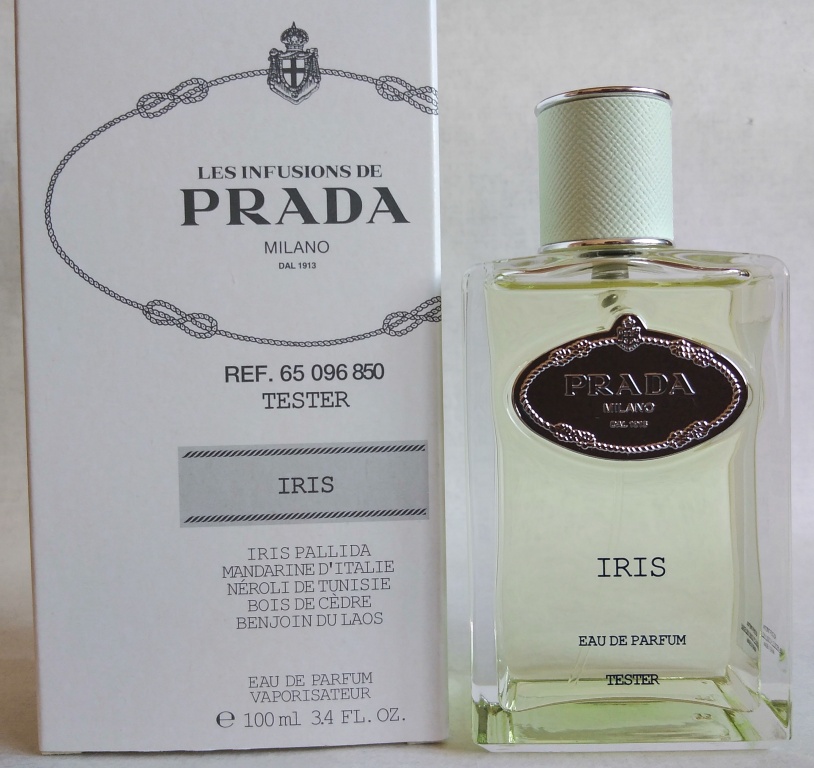 LES INFUSIONS DE
PRADA
MILANO
DAL 1913
REF. 65 096 850
TESTER
IRIS
IRIS PALLIDA
MANDARINE D'ITALIE
NÉROLI DE TUNISIE
BOIS DE CÈDRE
BENJOIN DU LAOS
EAU DE PARFUM
VAPORISATEUR
℮ 100 ml 3.4 FL. OZ.
PRADA
MILANO
DAL 1913
IRIS
EAU DE PARFUM
TESTER